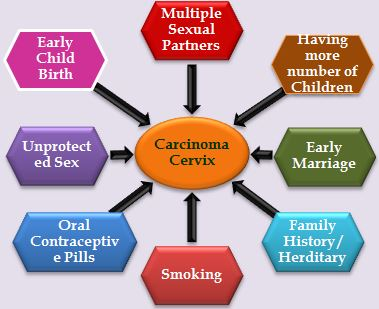 Multiple
Sexual
Partners
Early
Child
Birth
Having
more
number of
Children
Unprotect
ed Sex
Carcinoma
Cervix
Early
Marriage
Oral
Contraceptiv
e Pills
Smoking
Family
History/
Herditary